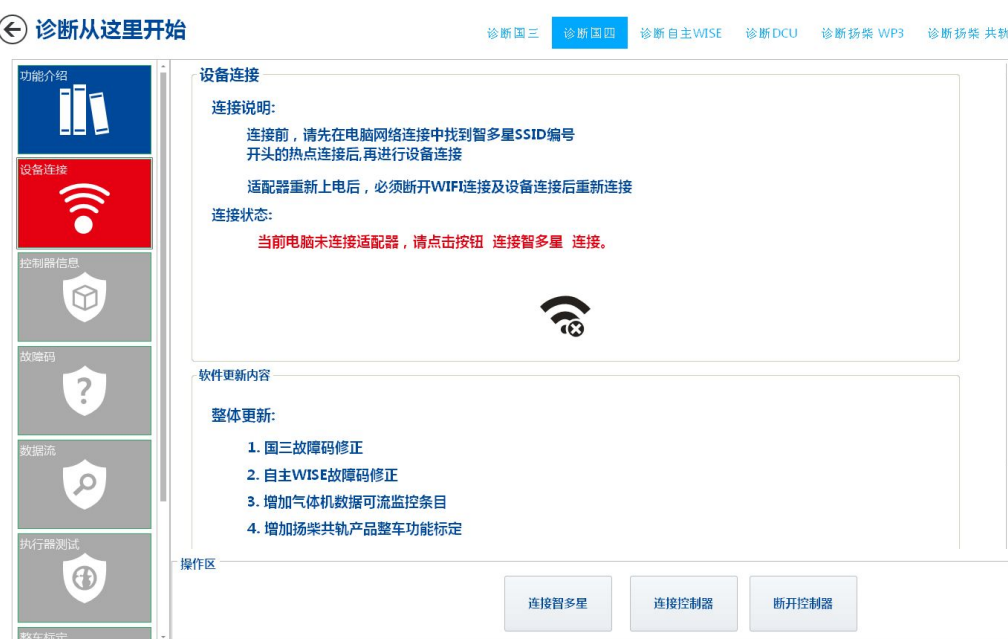 诊断从这里开始
诊断国三 诊断国四 诊断自主WISE 诊断DCU 诊断扬柴 WP3 诊断扬柴 共轨
功能介绍
设备连接
控制器信息
故障码
数据流
执行器测试
整车标定
设备连接
连接说明:
连接前，请先在电脑网络连接中找到智多星SSID编号
开头的热点连接后,再进行设备连接
适配器重新上电后，必须断开WIFI连接及设备连接后重新连接
连接状态:
当前电脑未连接适配器，请点击按钮 连接智多星 连接。
软件更新内容
整体更新:
1. 国三故障码修正
2. 自主WISE故障码修正
3. 增加气体机数据可流监控条目
4. 增加扬柴共轨产品整车功能标定
操作区
连接智多星 连接控制器 断开控制器